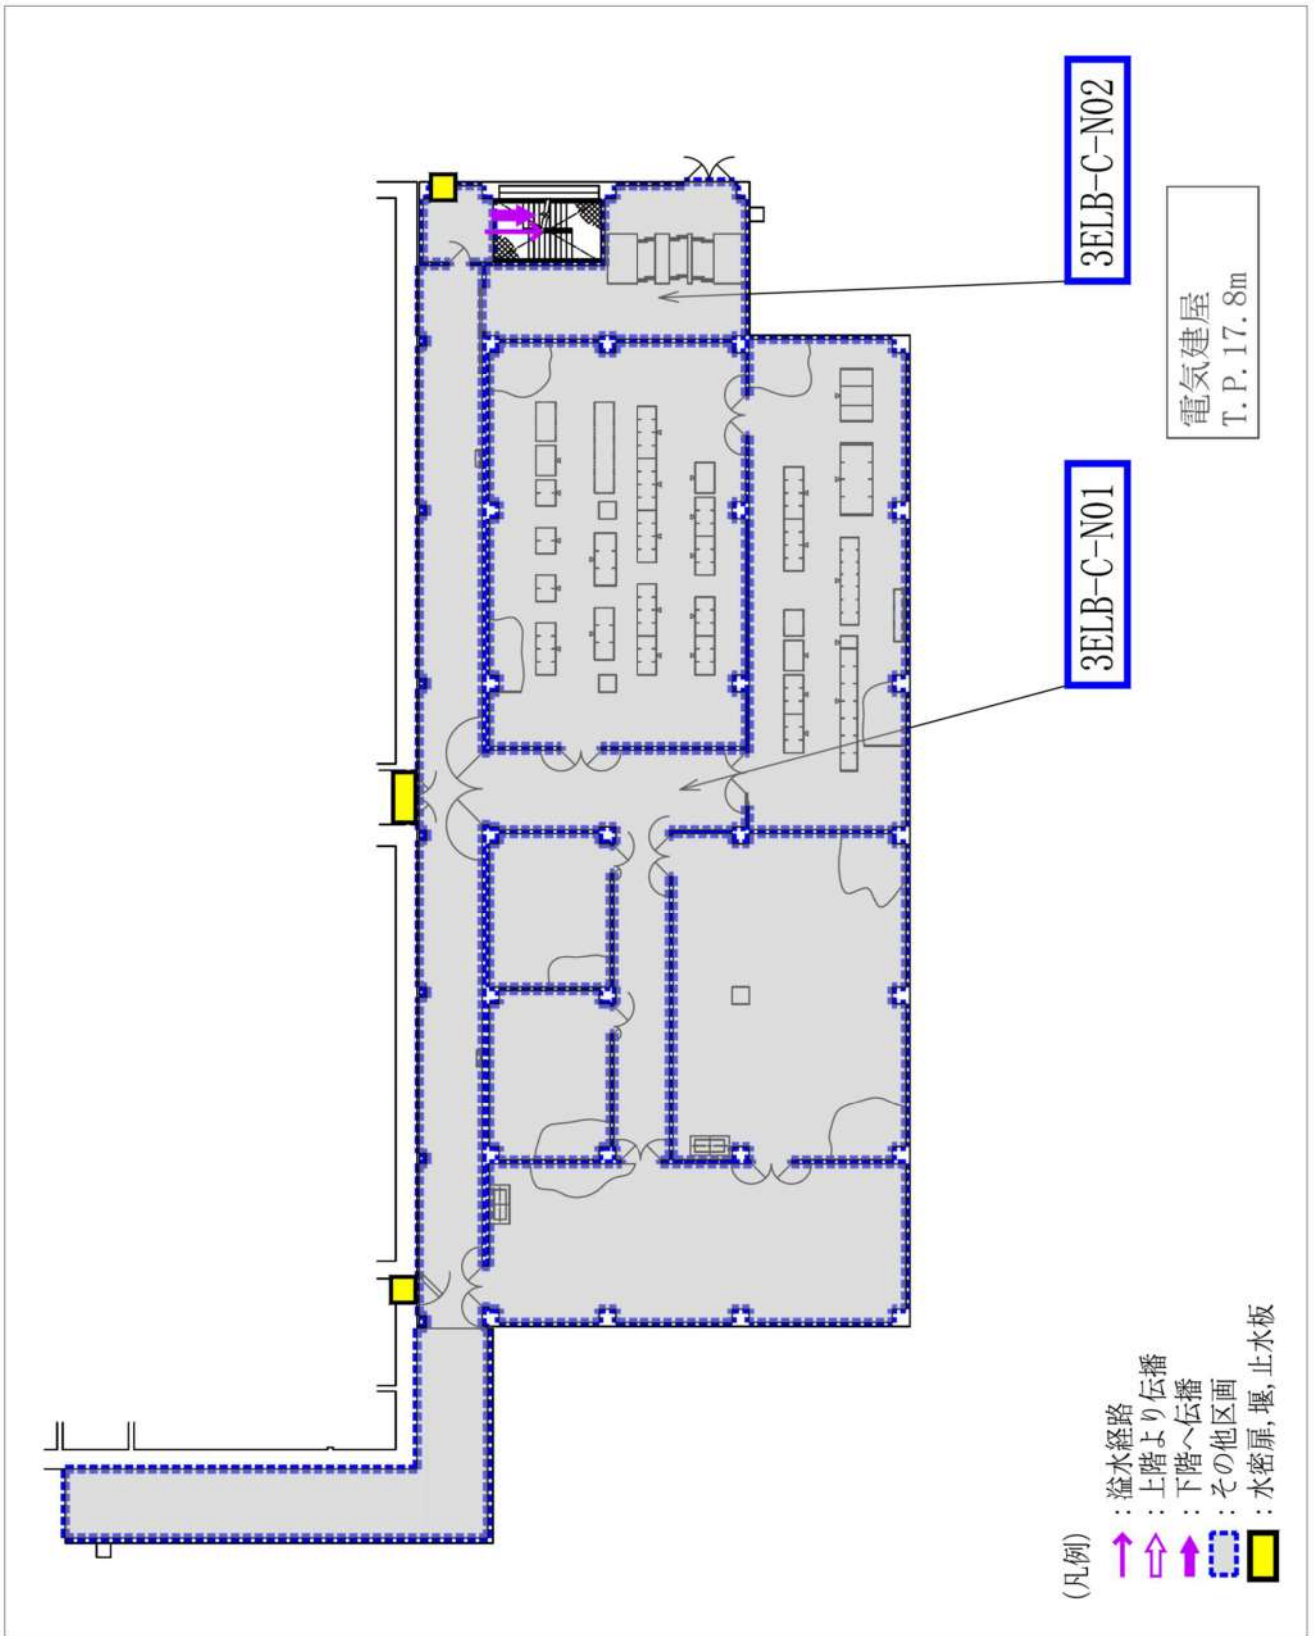 3ELB-C-N01
3ELB-C-N02
電気建屋
T.P.17.8m
(凡例)
：溢水経路
：上階より伝播
：下階へ伝播
：その他区画
：水密扉,堰,止水板